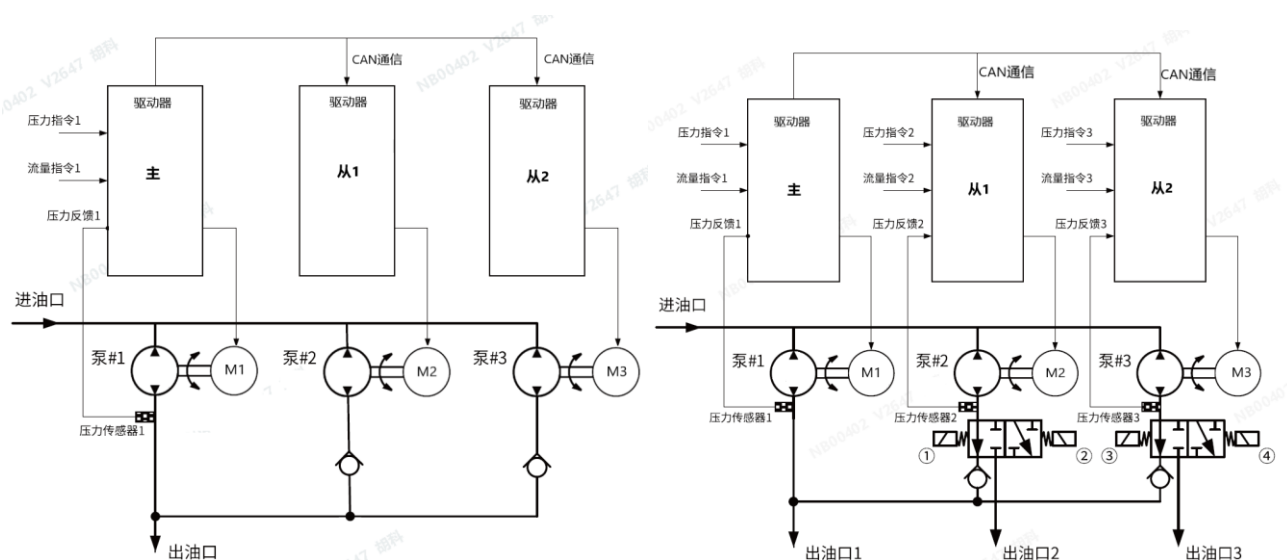 CAN通信
CAN通信
驱动器
驱动器
驱动器
压力指令1
主
从1
从2
流量指令1
压力反馈1
进油口
泵#1
M1
泵#2
M2
泵#3
M3
压力传感器1
出油口
CAN通信
CAN通信
驱动器
驱动器
驱动器
压力指令1
压力指令2
压力指令3
流量指令1
主
流量指令2
从1
流量指令3
从2
压力反馈1
压力反馈2
压力反馈3
进油口
泵#1
M1
泵#2
M2
泵#3
M3
压力传感器1
压力传感器2
压力传感器3
①
②
③
④
出油口1
出油口2
出油口3
NB00402 V2647 胡科